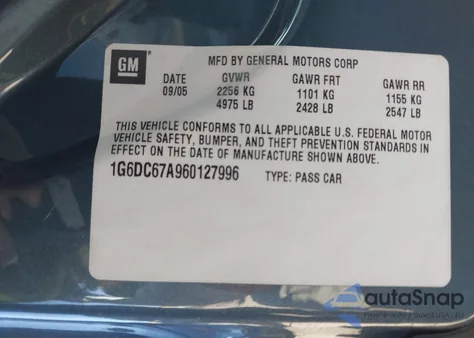 GM
MFD BY GENERAL MOTORS CORP
DATE GVWR GAWR FRT GAWR RR
09/05 2256 KG 1101 KG 1155 KG
4975 LB 2428 LB 2547 LB
THIS VEHICLE CONFORMS TO ALL APPLICABLE U.S. FEDERAL MOTOR
VEHICLE SAFETY, BUMPER, AND THEFT PREVENTION STANDARDS IN
EFFECT ON THE DATE OF MANUFACTURE SHOWN ABOVE.
1G6DC67A960127996 TYPE: PASS CAR
autaSnap